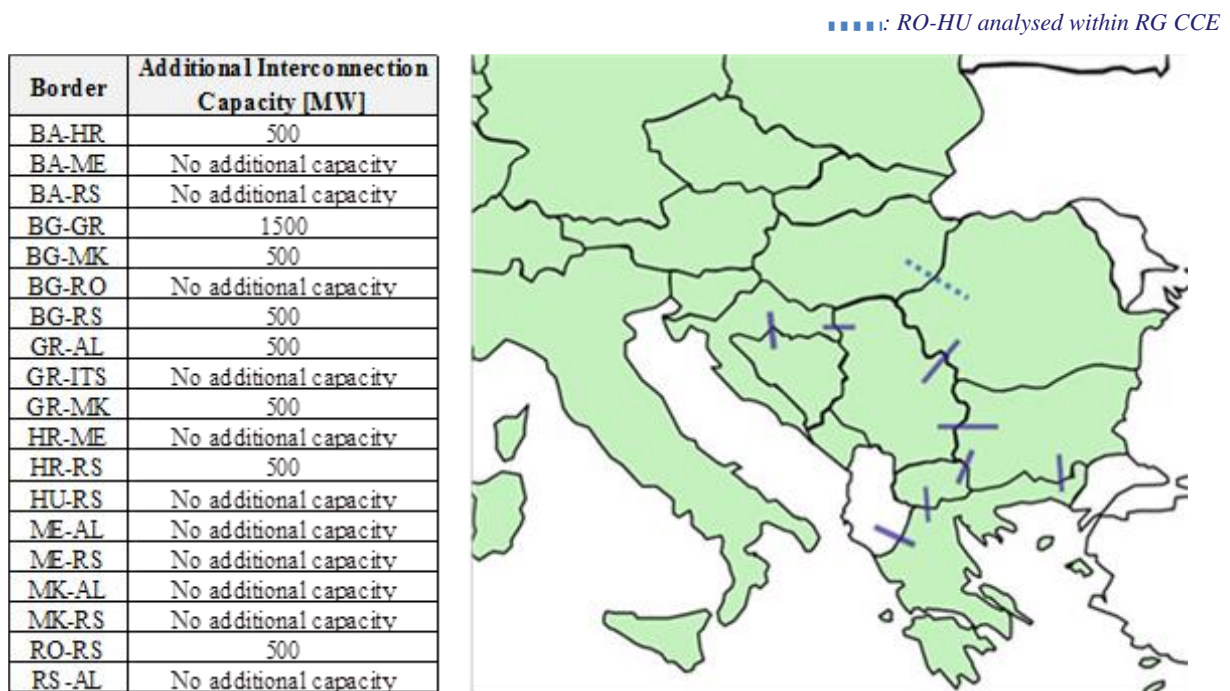 : RO-HU analysed within RG CCE
Border Additional Interconnection Capacity [MW]
BA-HR 500
BA-ME No additional capacity
BA-RS No additional capacity
BG-GR 1500
BG-MK 500
BG-RO No additional capacity
BG-RS 500
GR-AL 500
GR-ITS No additional capacity
GR-MK 500
HR-ME No additional capacity
HR-RS 500
HU-RS No additional capacity
ME-AL No additional capacity
ME-RS No additional capacity
MK-AL No additional capacity
MK-RS No additional capacity
RO-RS 500
RS-AL No additional capacity